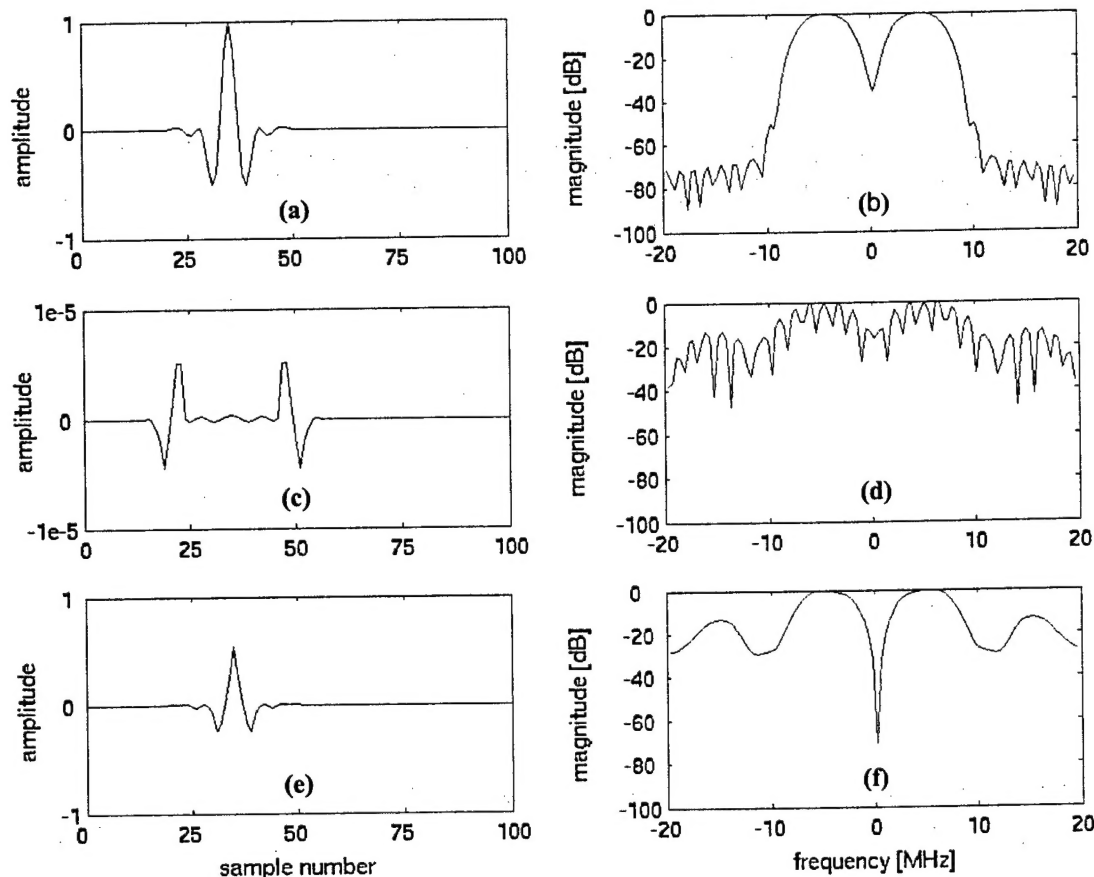 1
0
-1
amplitude
(a)
0 25 50 75 100
0
-20
-40
-60
-80
-100
magnitude [dB]
(b)
-20 -10 0 10 20
1e-5
0
-1e-5
amplitude
(c)
0 25 50 75 100
0
-20
-40
-60
-80
-100
magnitude [dB]
(d)
-20 -10 0 10 20
1
0
-1
amplitude
(e)
0 25 50 75 100
sample number
0
-20
-40
-60
-80
-100
magnitude [dB]
(f)
-20 -10 0 10 20
frequency [MHz]